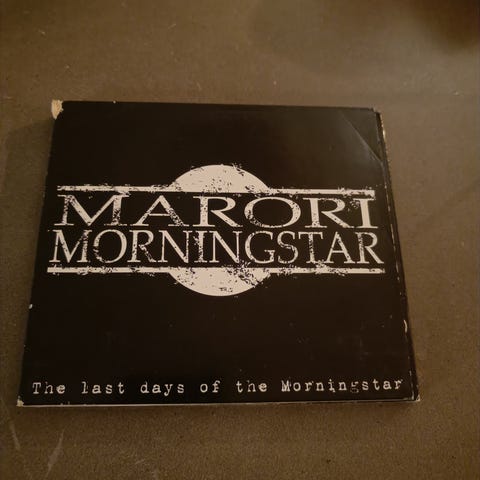 MARORI
MORNINGSTAR
The last days of the Morningstar